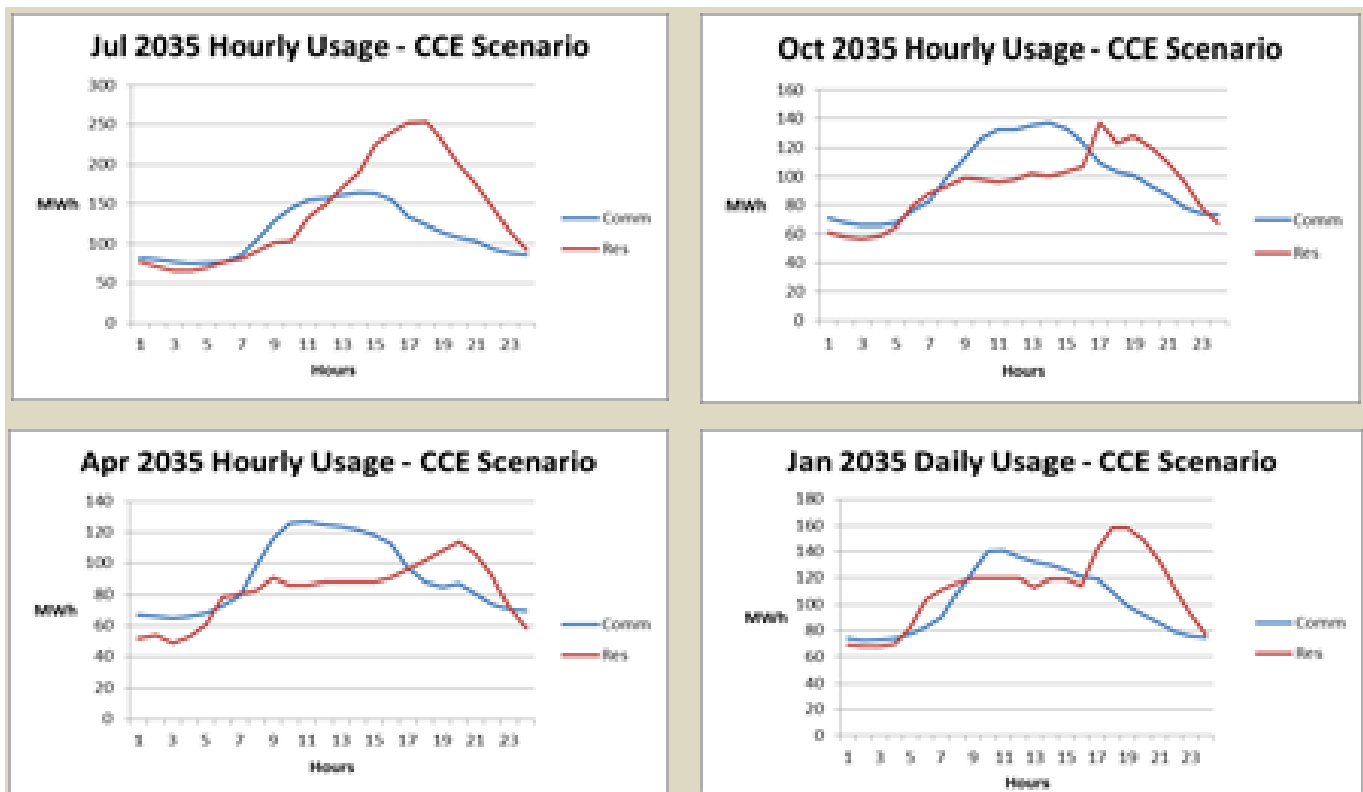 Jul 2035 Hourly Usage - CCE Scenario
300
250
200
MWh 150
100
50
0
Comm
Res
1 3 5 7 9 11 13 15 17 19 21 23
Hours
Oct 2035 Hourly Usage - CCE Scenario
160
140
120
100
MWh 80
60
40
20
0
Comm
Res
1 3 5 7 9 11 13 15 17 19 21 23
Hours
Apr 2035 Hourly Usage - CCE Scenario
140
120
100
80
MWh
60
40
20
0
Comm
Res
1 3 5 7 9 11 13 15 17 19 21 23
Hours
Jan 2035 Daily Usage - CCE Scenario
180
160
140
120
100
MWh
80
60
40
20
0
Comm
Res
1 3 5 7 9 11 13 15 17 19 21 23
Hours